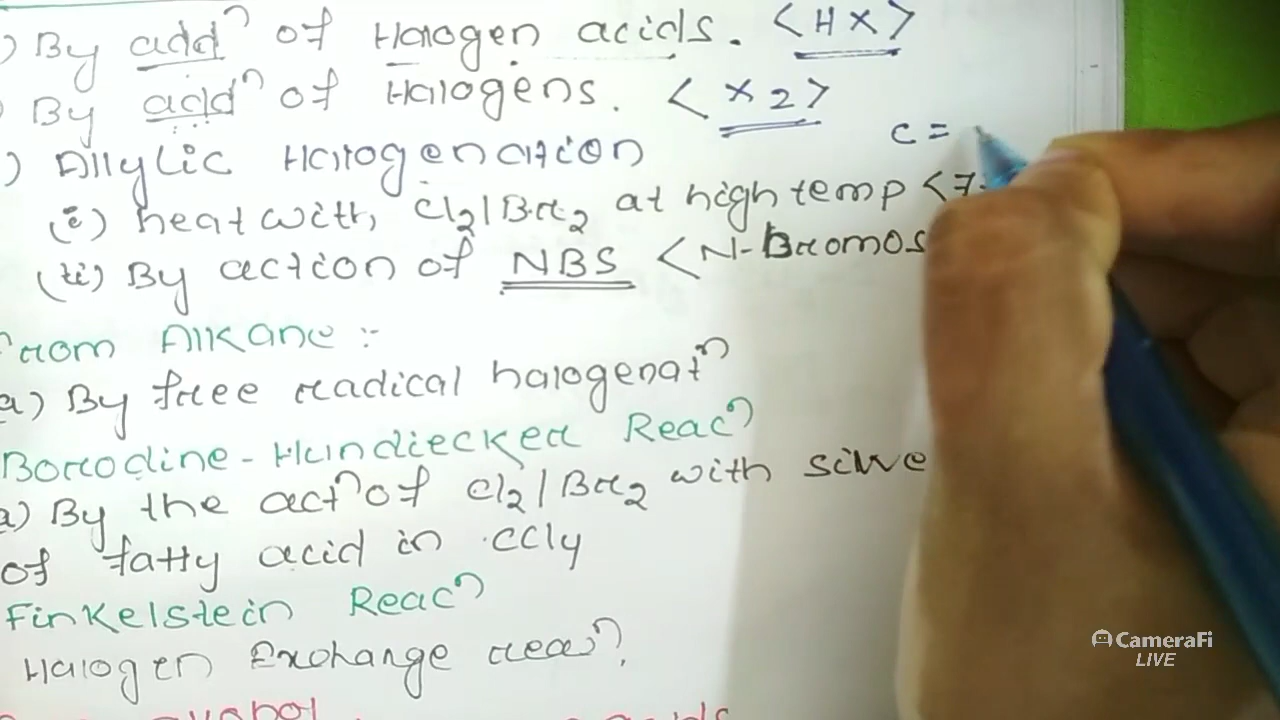 ) By addⁿ of Halogen acids. <HX>
) By addⁿ of Halogens. <X2>
c =
) Allylic Halogenation
(i) heat with Cl2/Br2 at high temp <7
(ii) By action of NBS < N-Bromos
From Alkane :-
a) By free radical halogenatⁿ
Borodine-Hundiecker Reacⁿ
a) By the actⁿ of Cl2/Br2 with silve
of fatty acid in CCl4
Finkelstein Reacⁿ
Halogen Exchange reacⁿ.
CameraFi
LIVE